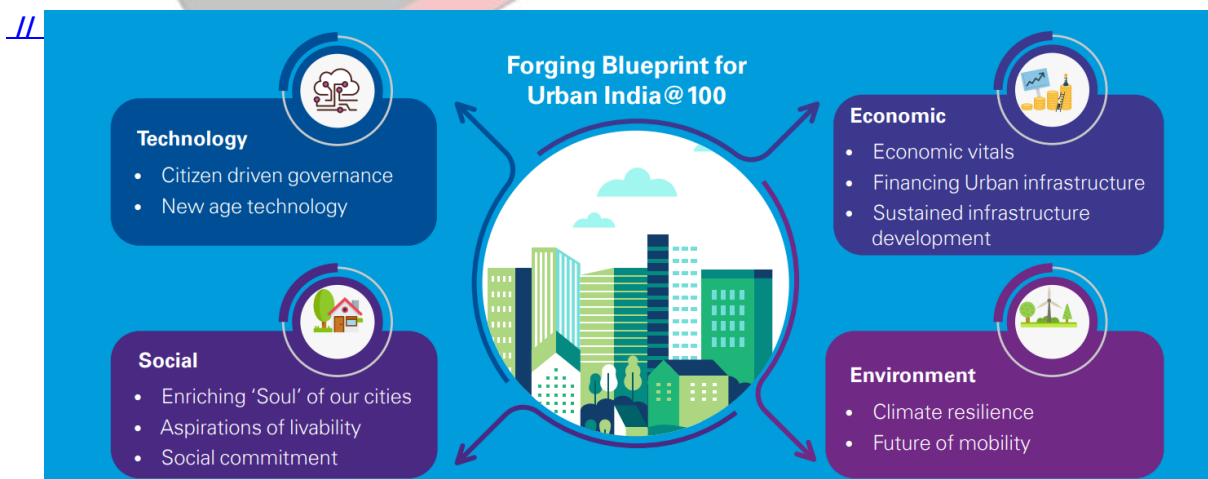 //
Forging Blueprint for
Urban India@100
Technology
• Citizen driven governance
• New age technology
Economic
• Economic vitals
• Financing Urban infrastructure
• Sustained infrastructure
development
Social
• Enriching ‘Soul’ of our cities
• Aspirations of livability
• Social commitment
Environment
• Climate resilience
• Future of mobility